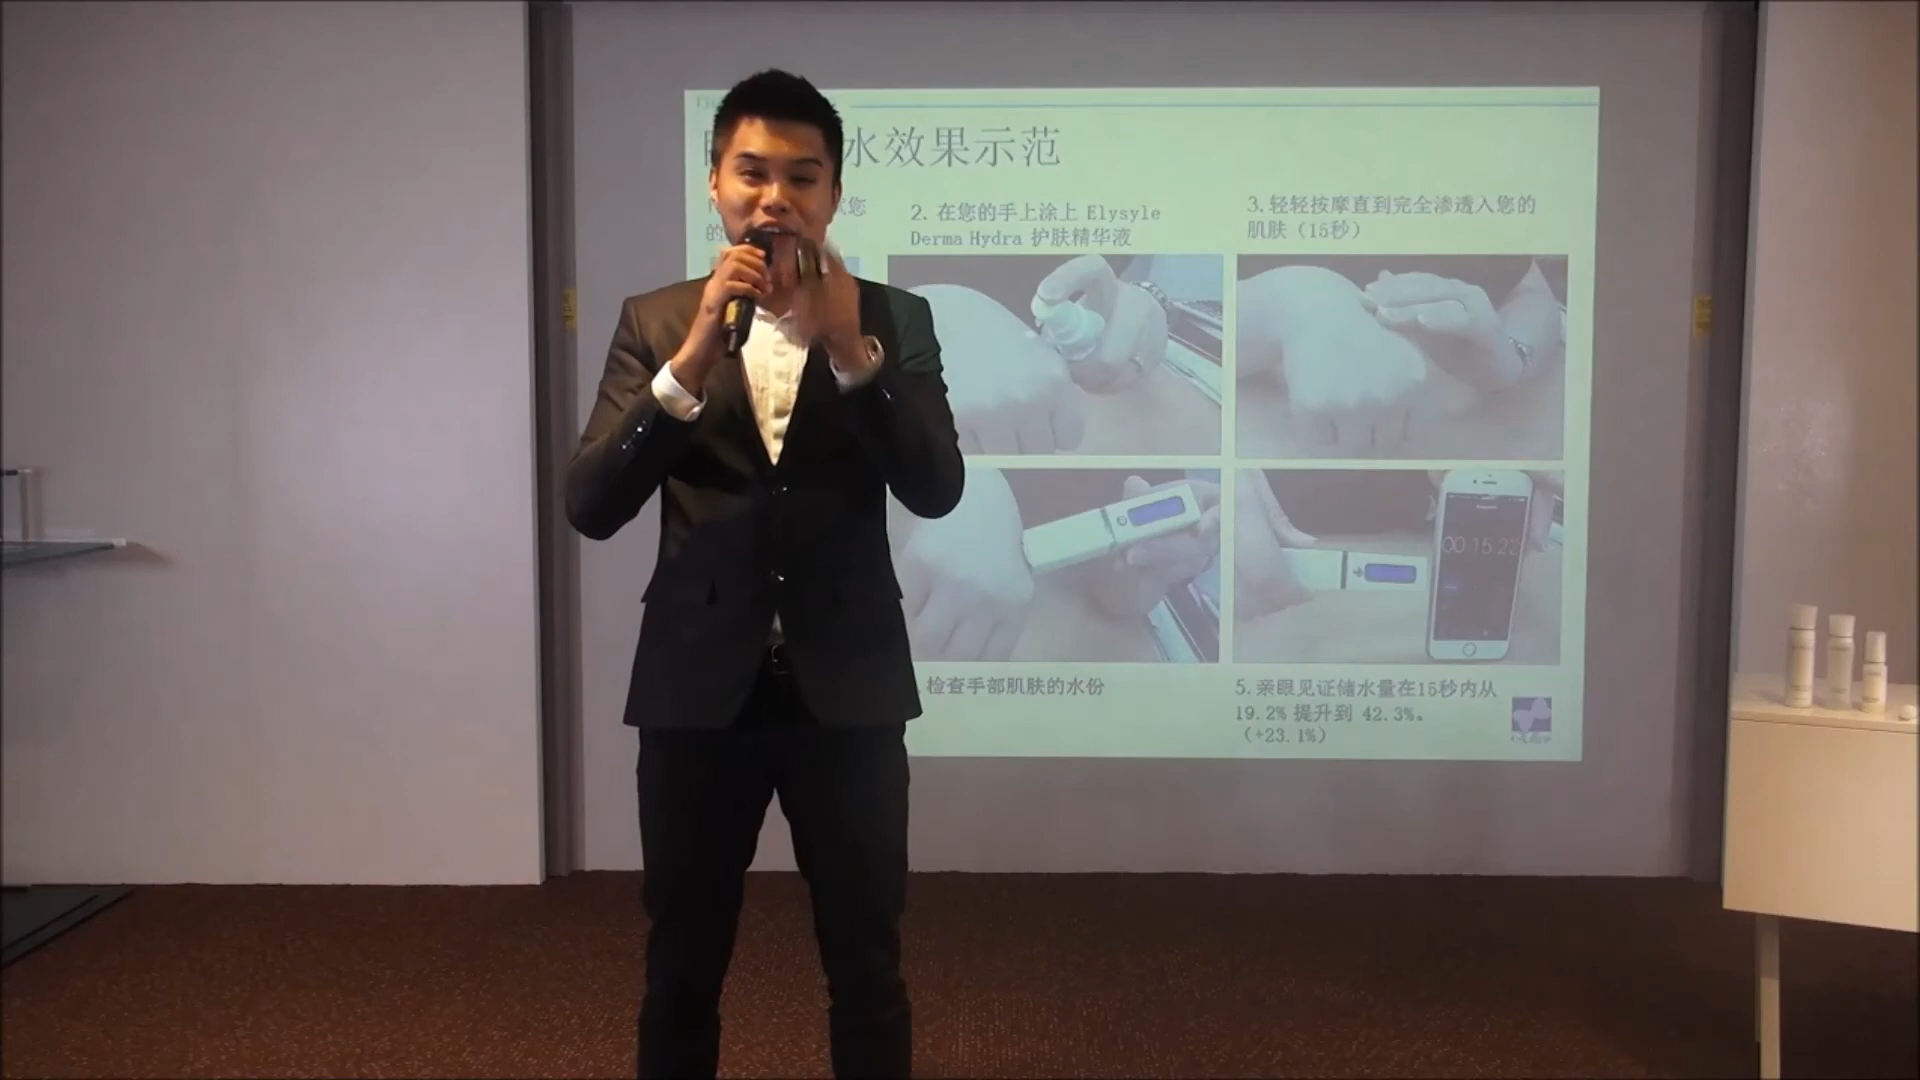 水效果示范
您
的
2. 在您的手上涂上 Elysyle
Derma Hydra 护肤精华液
3. 轻轻按摩直到完全渗透入您的
肌肤（15秒）
00:15.22
检查手部肌肤的水份
5. 亲眼见证储水量在15秒内从
19.2% 提升到 42.3%。
（+23.1%）